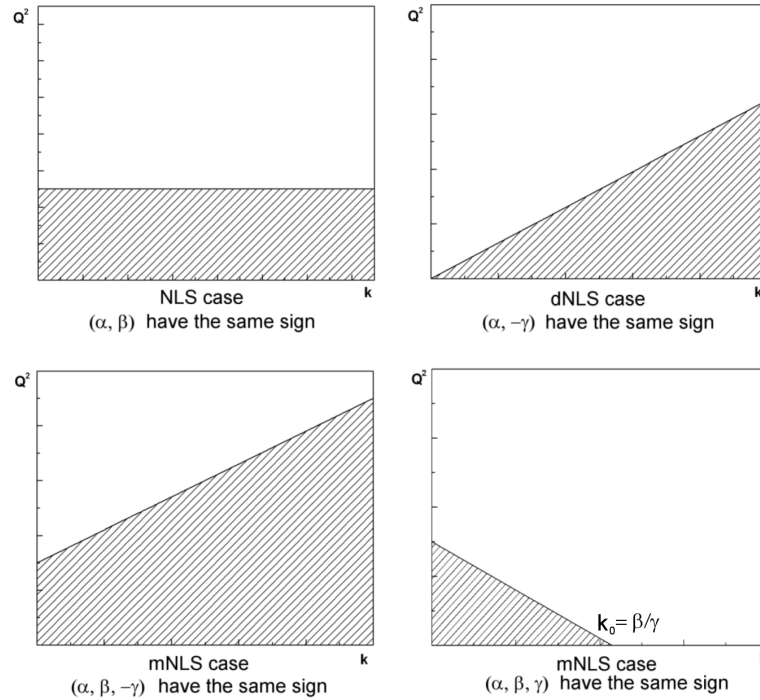 Q²
k
NLS case
(α, β) have the same sign
Q²
k
dNLS case
(α, −γ) have the same sign
Q²
k
mNLS case
(α, β, −γ) have the same sign
Q²
k₀= β/γ
mNLS case
(α, β, γ) have the same sign